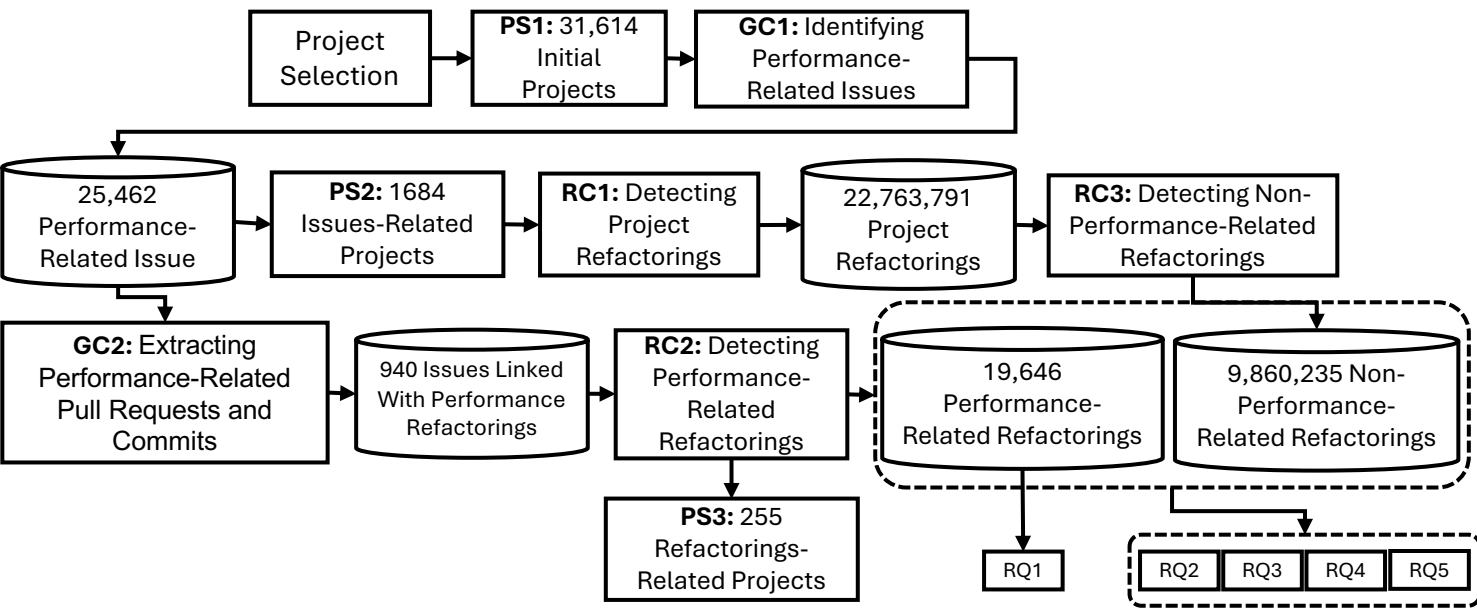 Project
Selection
PS1: 31,614
Initial
Projects
GC1: Identifying
Performance-
Related Issues
25,462
Performance-
Related Issue
PS2: 1684
Issues-Related
Projects
RC1: Detecting
Project
Refactorings
22,763,791
Project
Refactorings
RC3: Detecting Non-
Performance-Related
Refactorings
GC2: Extracting
Performance-Related
Pull Requests and
Commits
940 Issues Linked
With Performance
Refactorings
RC2: Detecting
Performance-
Related
Refactorings
19,646
Performance-
Related Refactorings
9,860,235 Non-
Performance-
Related Refactorings
PS3: 255
Refactorings-
Related Projects
RQ1
RQ2
RQ3
RQ4
RQ5